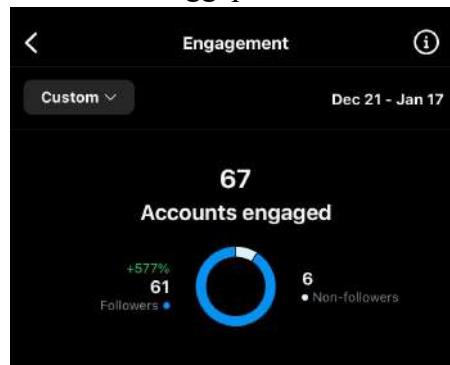 Engagement
Custom
Dec 21 - Jan 17
67
Accounts engaged
+577%
61
Followers
6
Non-followers